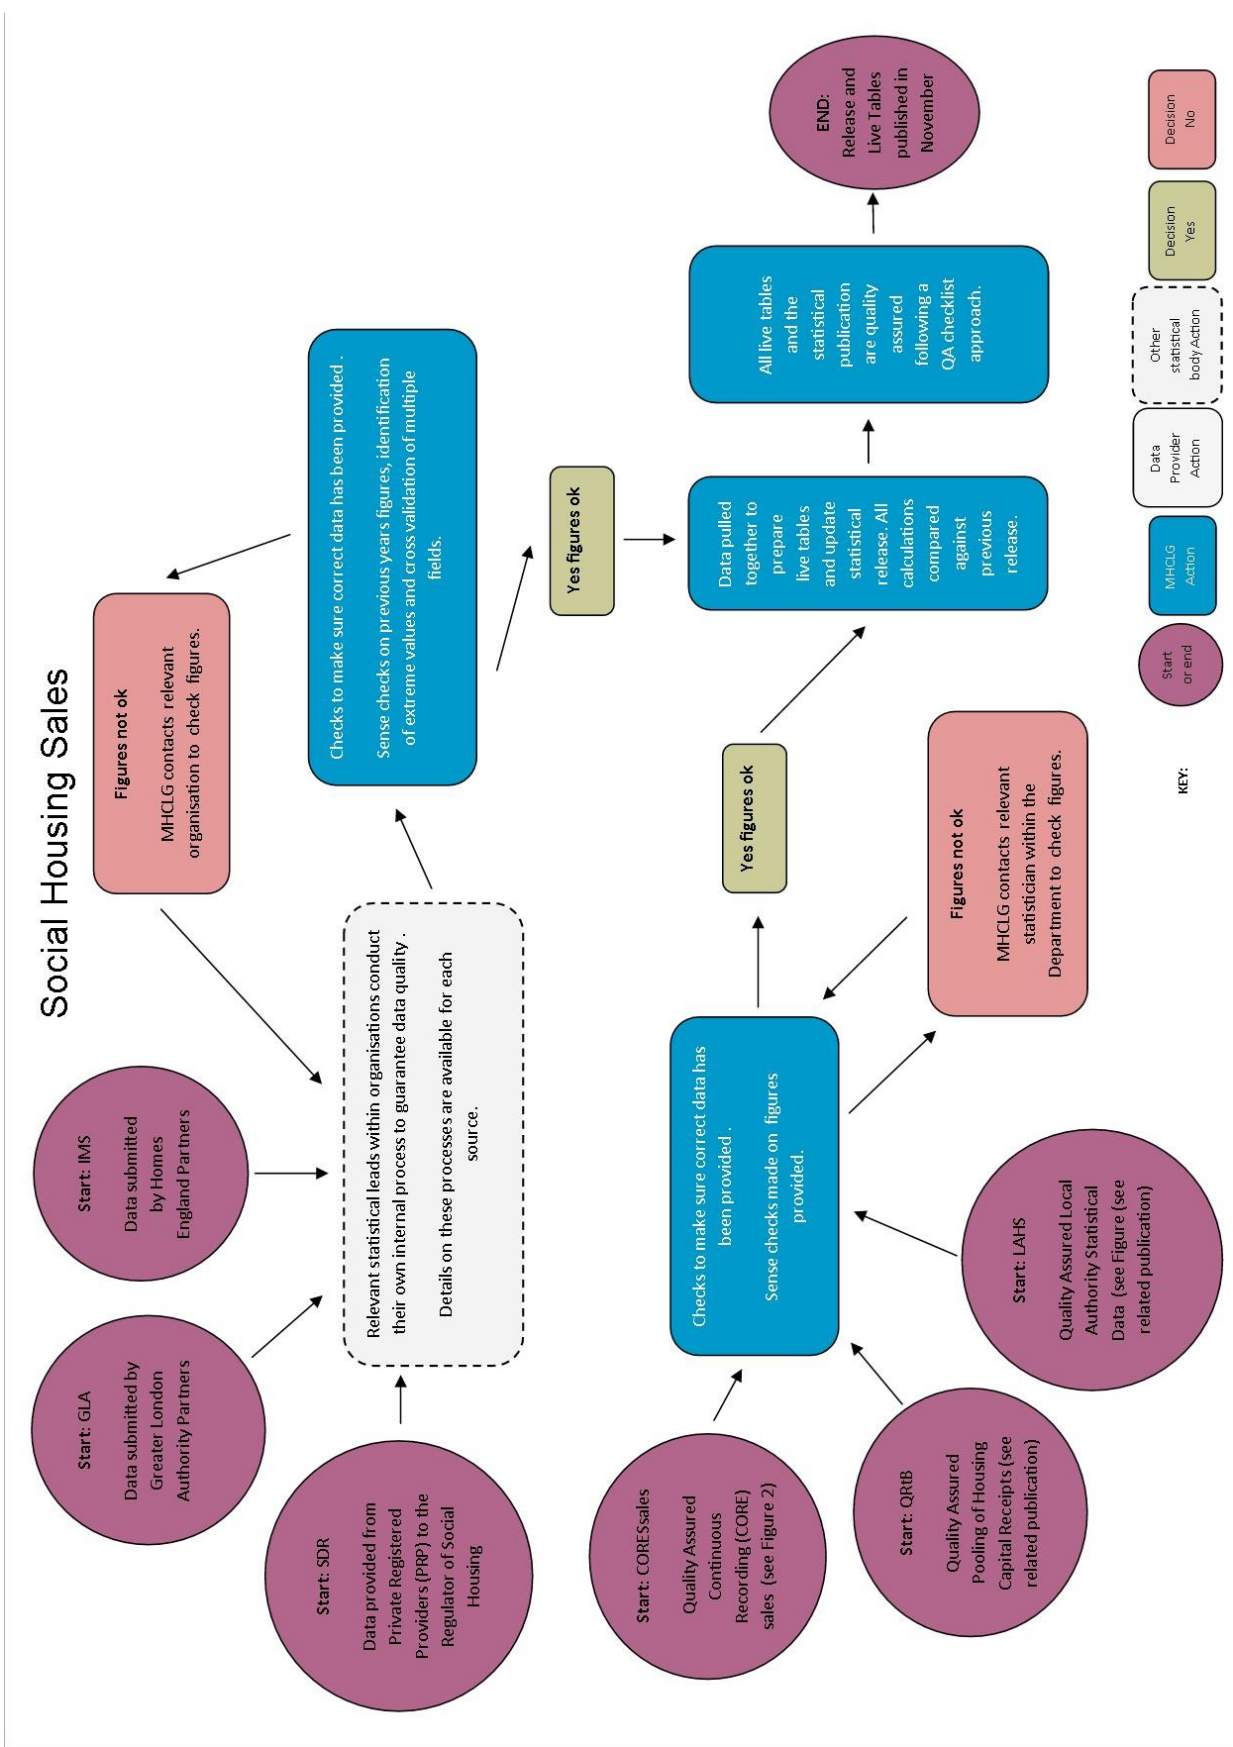 Social Housing Sales
Start: GLA
Data submitted by
Greater London
Authority Partners
Start: IMS
Data submitted
by Homes
England Partners
Figures not ok
MHCLG contacts relevant
organisation to check figures.
Start: SDR
Data provided from
Private Registered
Providers (PRP) to the
Regulator of Social
Housing
Relevant statistical leads within organisations conduct
their own internal process to guarantee data quality .
Details on these processes are available for each
source.
Checks to make sure correct data has been provided .
Sense checks on previous years figures, identification
of extreme values and cross validation of multiple
fields.
Yes figures ok
Start: COREsales
Quality Assured
Continuous
Recording (CORE)
sales (see Figure 2)
Checks to make sure correct data has
been provided .
Sense checks made on figures
provided.
Yes figures ok
Data pulled
together to
prepare
live tables
and update
statistical
release. All
calculations
compared
against
previous
release.
All live tables
and the
statistical
publication
are quality
assured
following a
QA checklist
approach.
END:
Release and
Live Tables
published in
November
Start: QRtB
Quality Assured
Pooling of Housing
Capital Receipts (see
related publication)
Start: LAHS
Quality Assured Local
Authority Statistical
Data (see Figure (see
related publication)
Figures not ok
MHCLG contacts relevant
statistician within the
Department to check figures.
KEY:
Start
or end
MHCLG
Action
Data
Provider
Action
Other
statistical
body Action
Decision
Yes
Decision
No